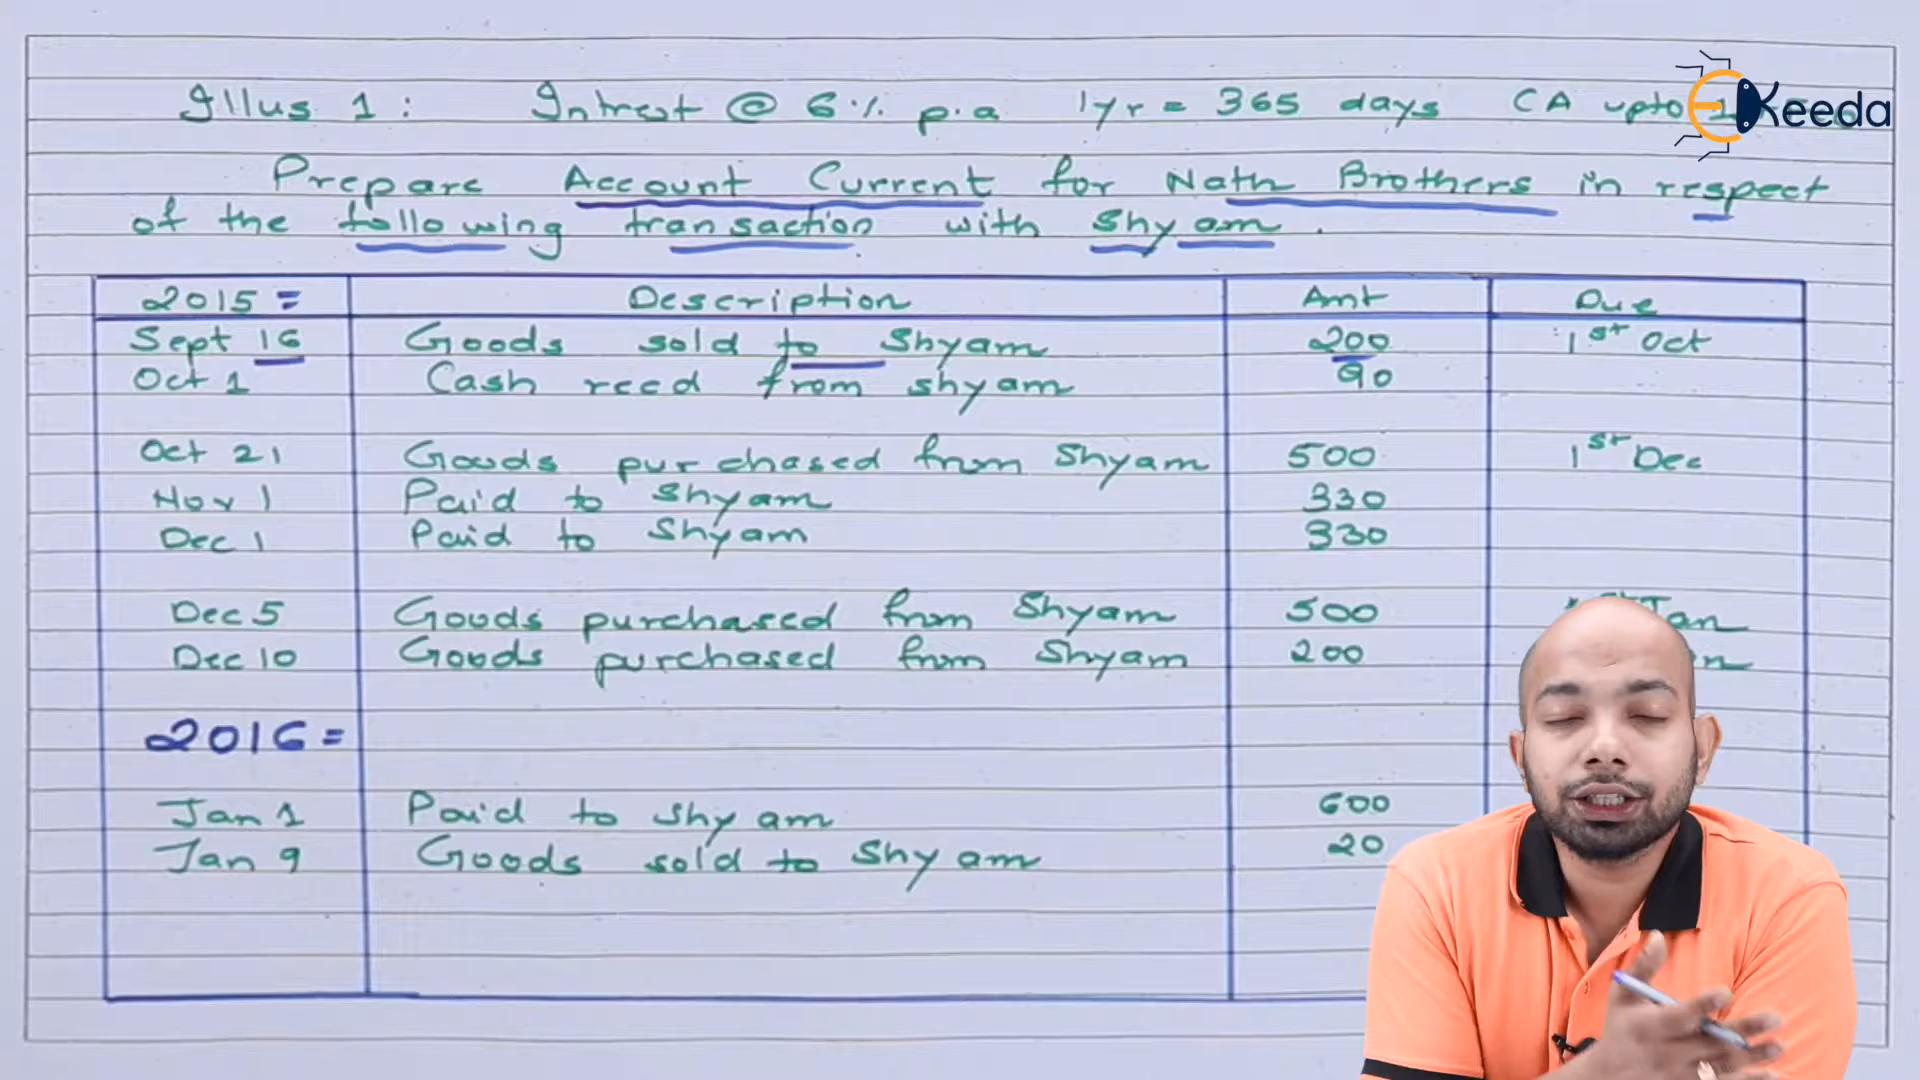 Illus 1 : Intrest @ 6% p.a 1yr = 365 days CA upto
Keeda
Prepare Account Current for Nath Brothers in respect
of the following transaction with Shyam .
2015 = Description Amt Due
Sept 16 Goods sold to Shyam 200 1st Oct
Oct 1 Cash recd from shyam 90
Oct 21 Goods purchased from Shyam 500 1st Dec
Nov 1 Paid to Shyam 330
Dec 1 Paid to Shyam 330
Dec 5 Goods purchased from Shyam 500
Dec 10 Goods purchased from Shyam 200
2016 =
Jan 1 Paid to Shyam 600
Jan 9 Goods sold to Shyam 20